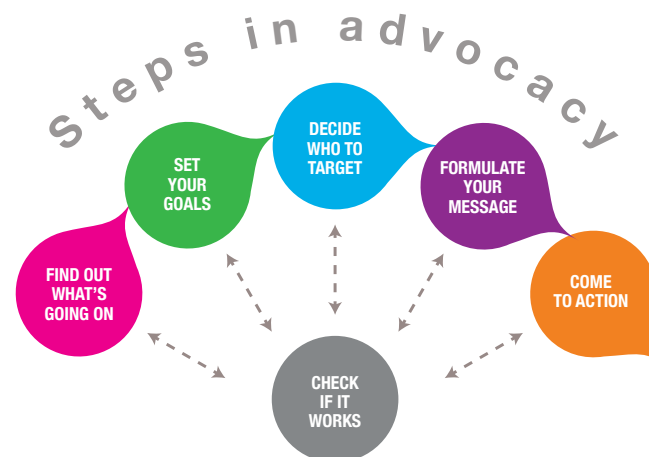 Steps in advocacy
FIND OUT
WHAT'S
GOING ON
SET
YOUR
GOALS
DECIDE
WHO TO
TARGET
FORMULATE
YOUR
MESSAGE
COME
TO ACTION
CHECK
IF IT
WORKS